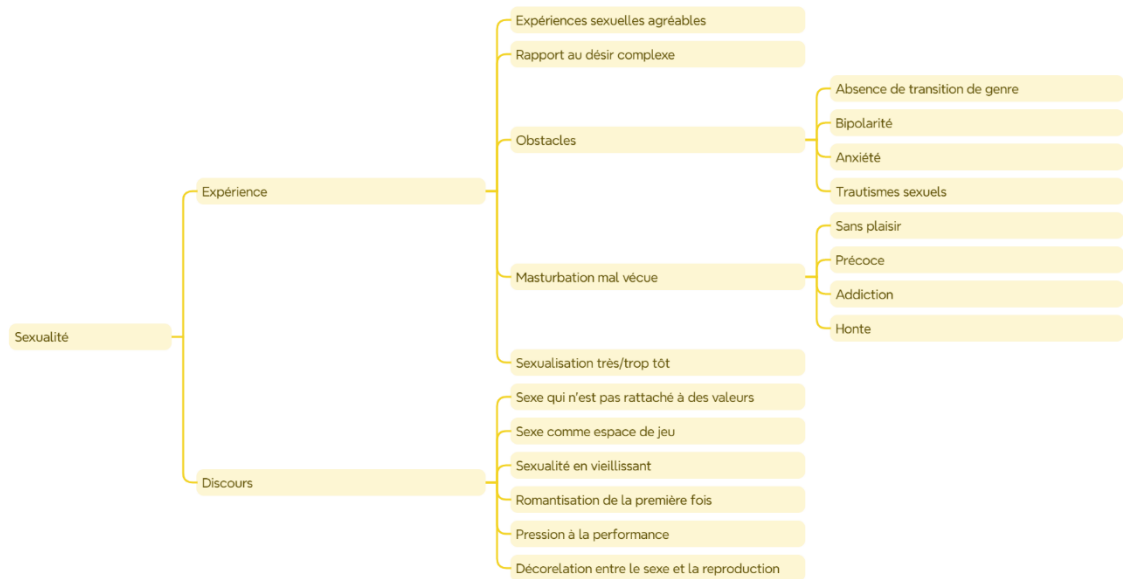 Sexualité
Expérience
Expériences sexuelles agréables
Rapport au désir complexe
Obstacles
Absence de transition de genre
Bipolarité
Anxiété
Trautismes sexuels
Masturbation mal vécue
Sans plaisir
Précoce
Addiction
Honte
Sexualisation très/trop tôt
Discours
Sexe qui n'est pas rattaché à des valeurs
Sexe comme espace de jeu
Sexualité en vieillissant
Romantisation de la première fois
Pression à la performance
Décorelation entre le sexe et la reproduction